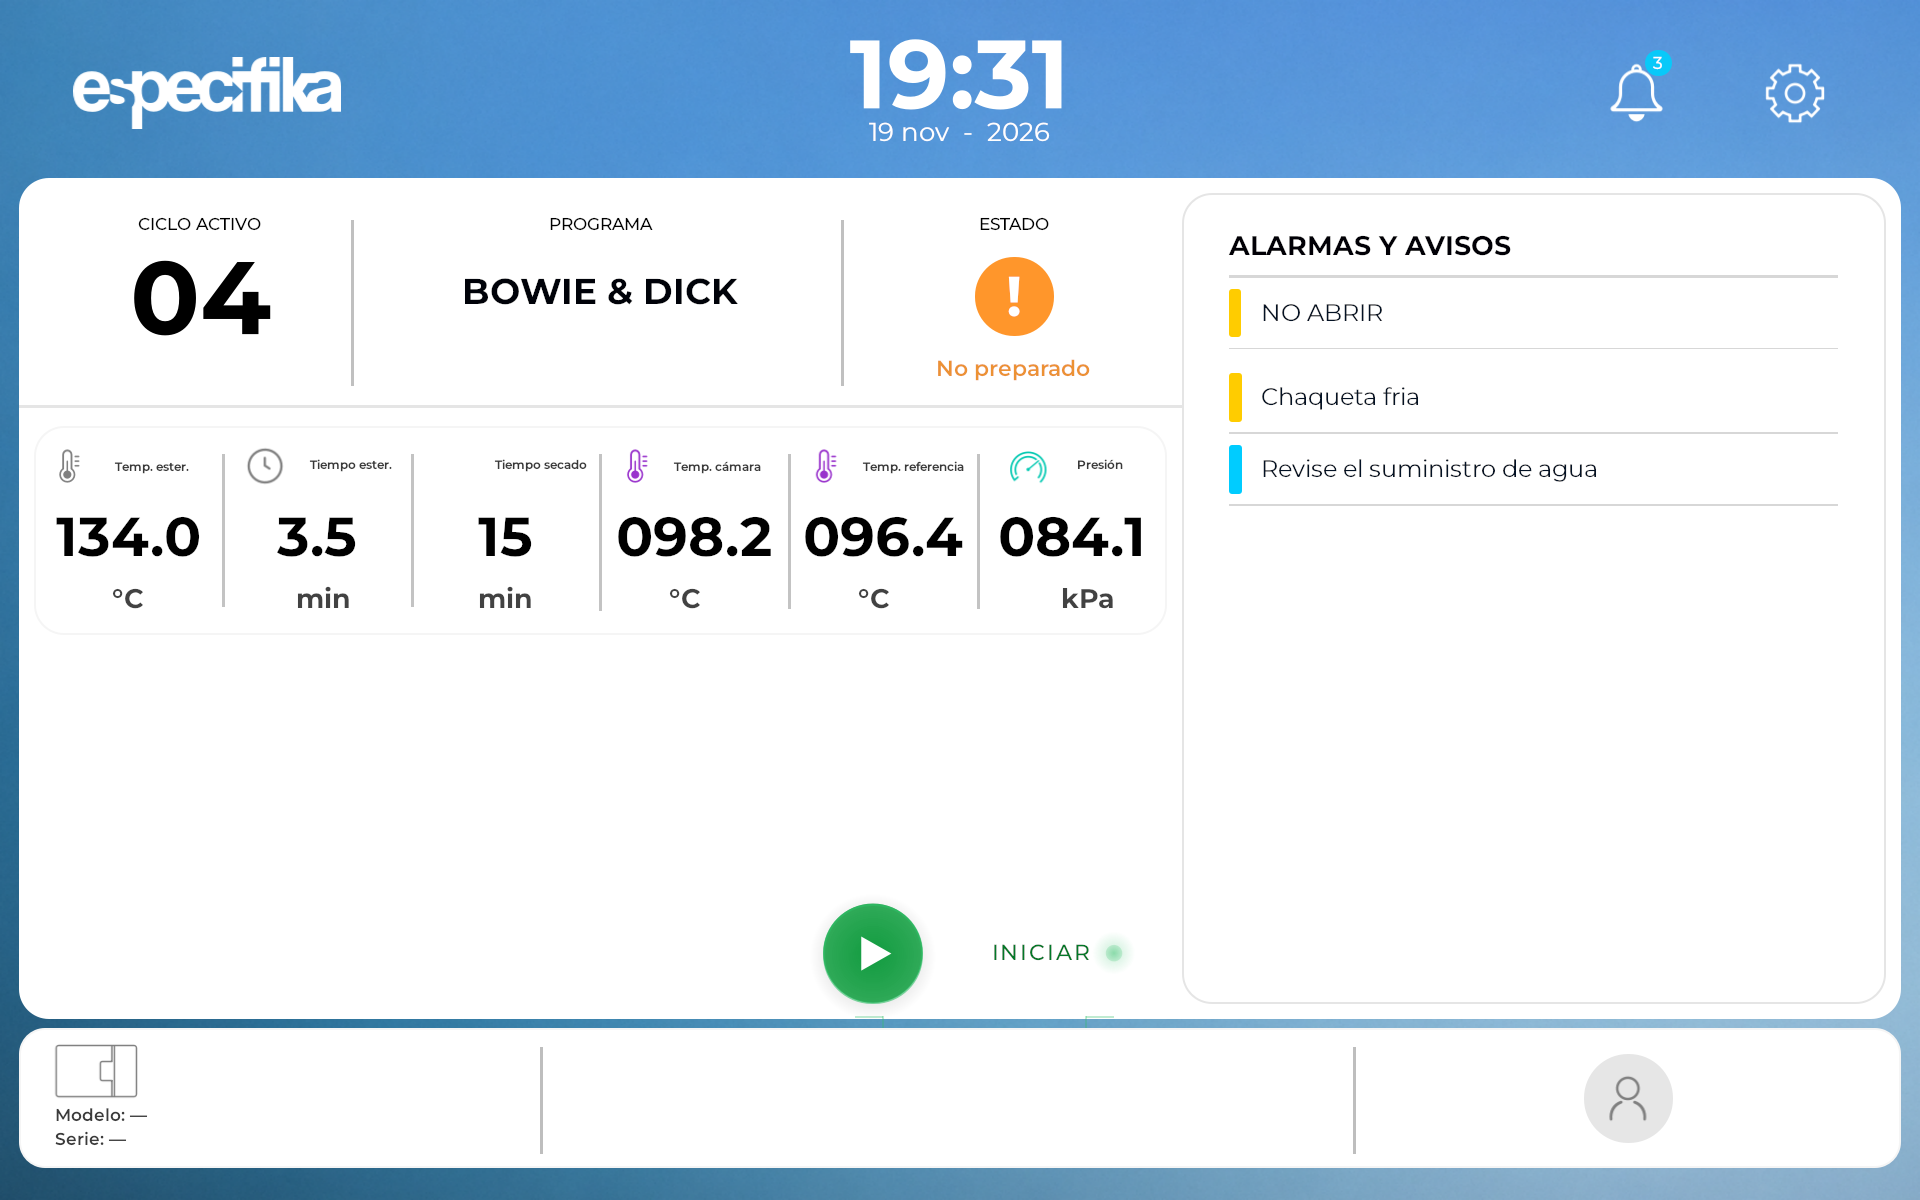 especifika
19:31
19 nov - 2026
3
CICLO ACTIVO
04
PROGRAMA
BOWIE & DICK
ESTADO
!
No preparado
ALARMAS Y AVISOS
NO ABRIR
Chaqueta fria
Revise el suministro de agua
Temp. ester.
134.0
°C
Tiempo ester.
3.5
min
Tiempo secado
15
min
Temp. cámara
098.2
°C
Temp. referencia
096.4
°C
Presión
084.1
kPa
INICIAR
Modelo: —
Serie: —